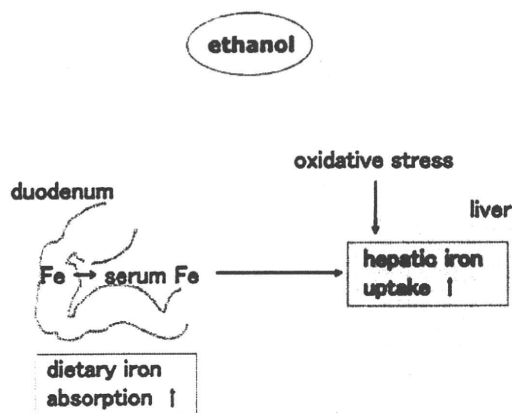 ethanol
oxidative stress
duodenum
liver
Fe → serum Fe
hepatic iron
uptake ↑
dietary iron
absorption ↑